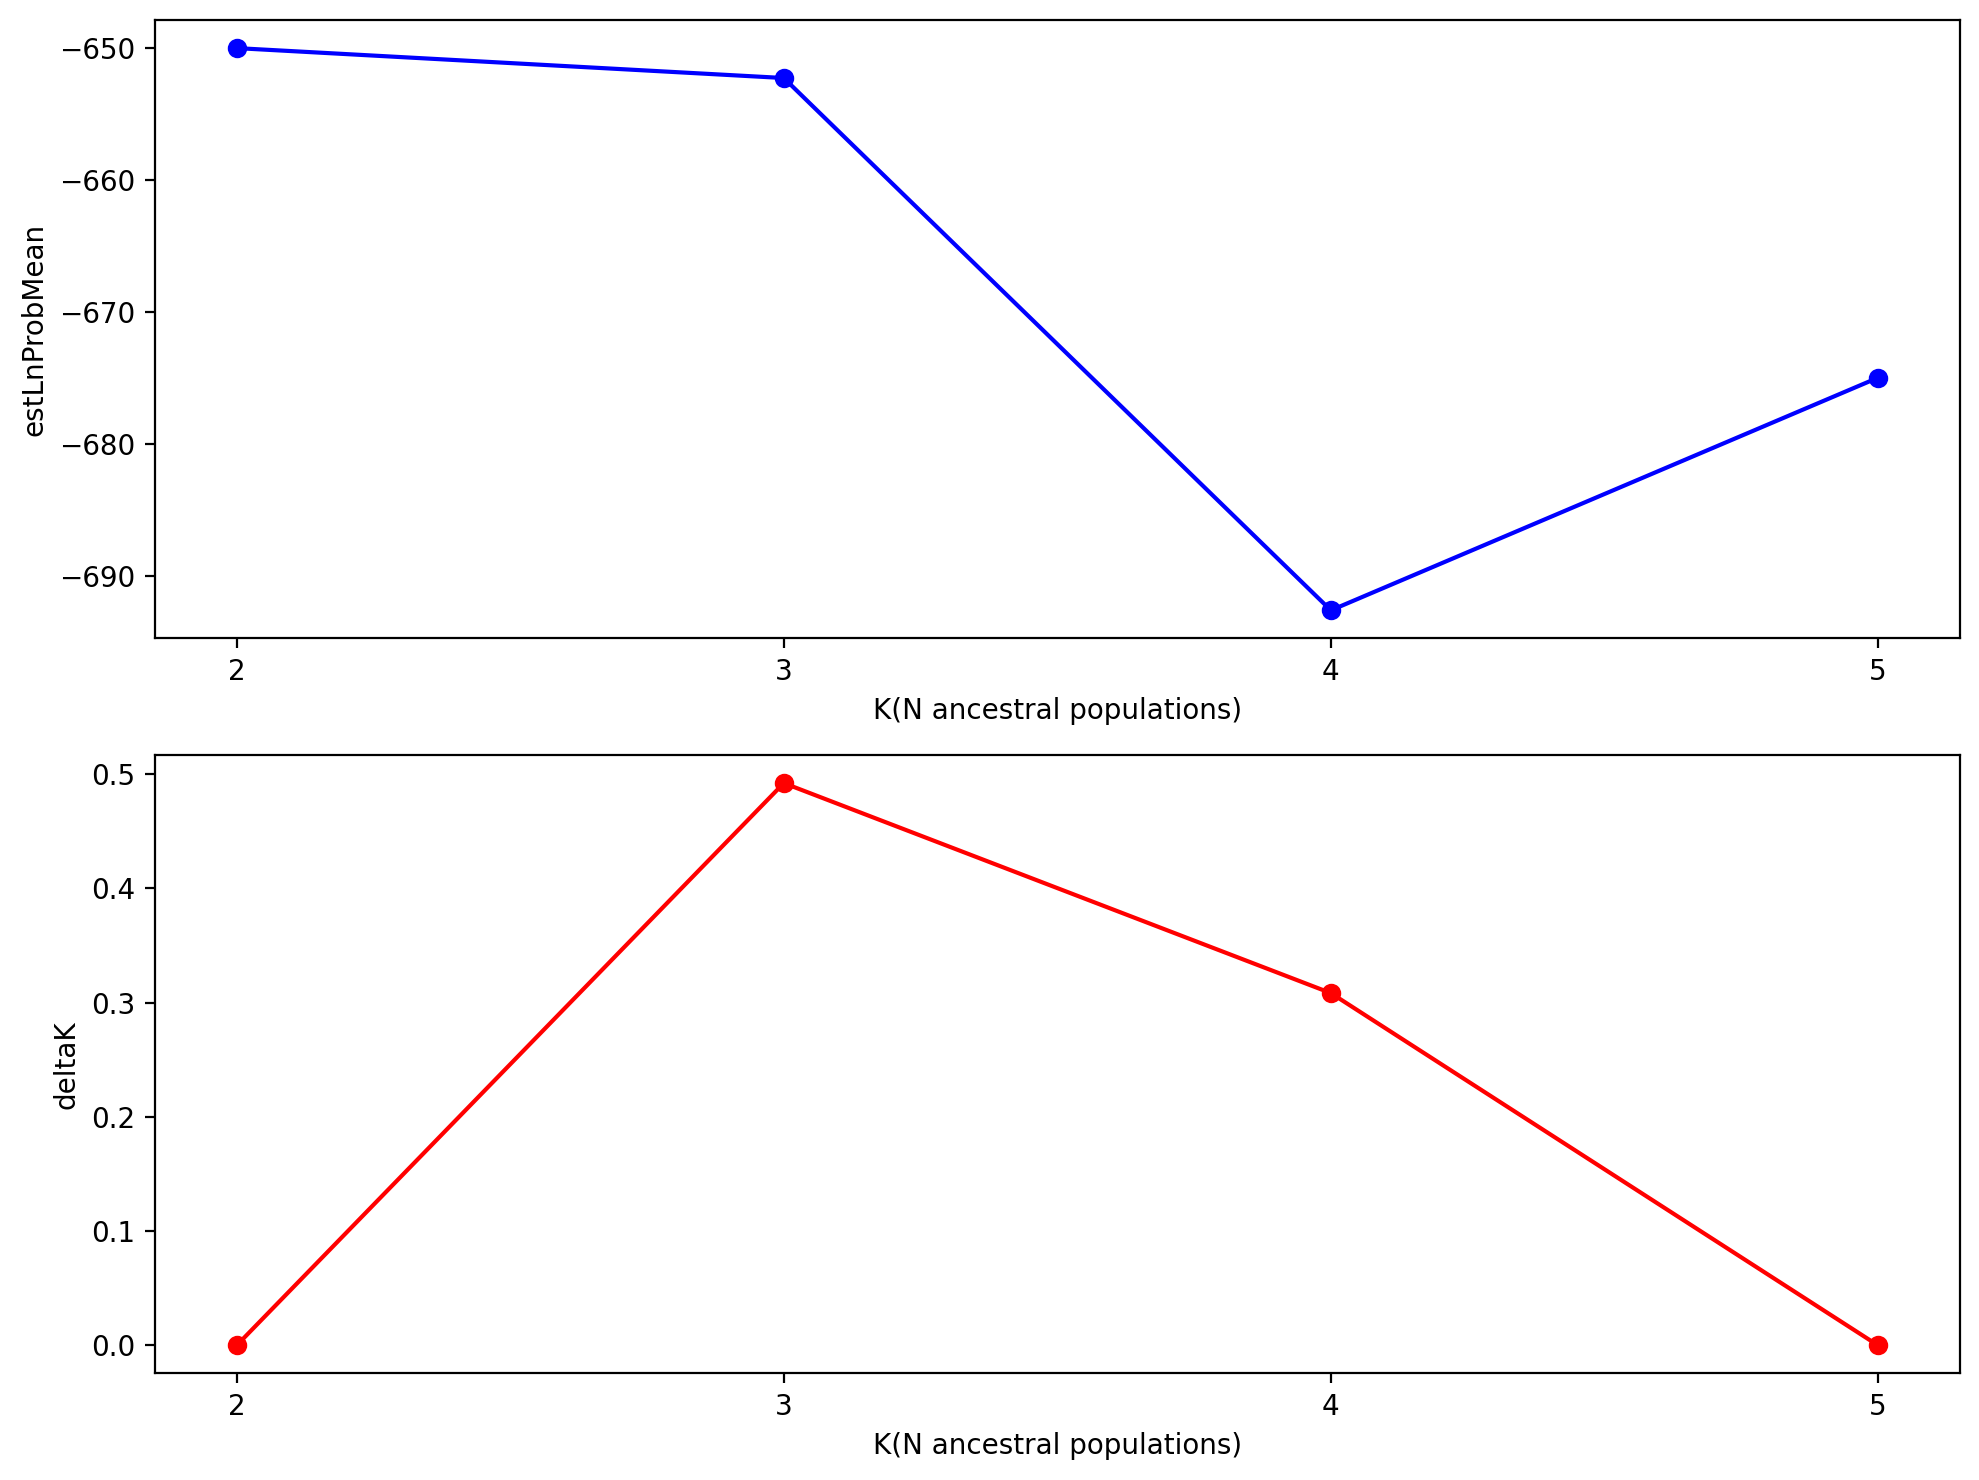 −650
−660
−670
−680
−690
estLnProbMean
2 3 4 5
K(N ancestral populations)
0.5
0.4
0.3
0.2
0.1
0.0
deltaK
2 3 4 5
K(N ancestral populations)